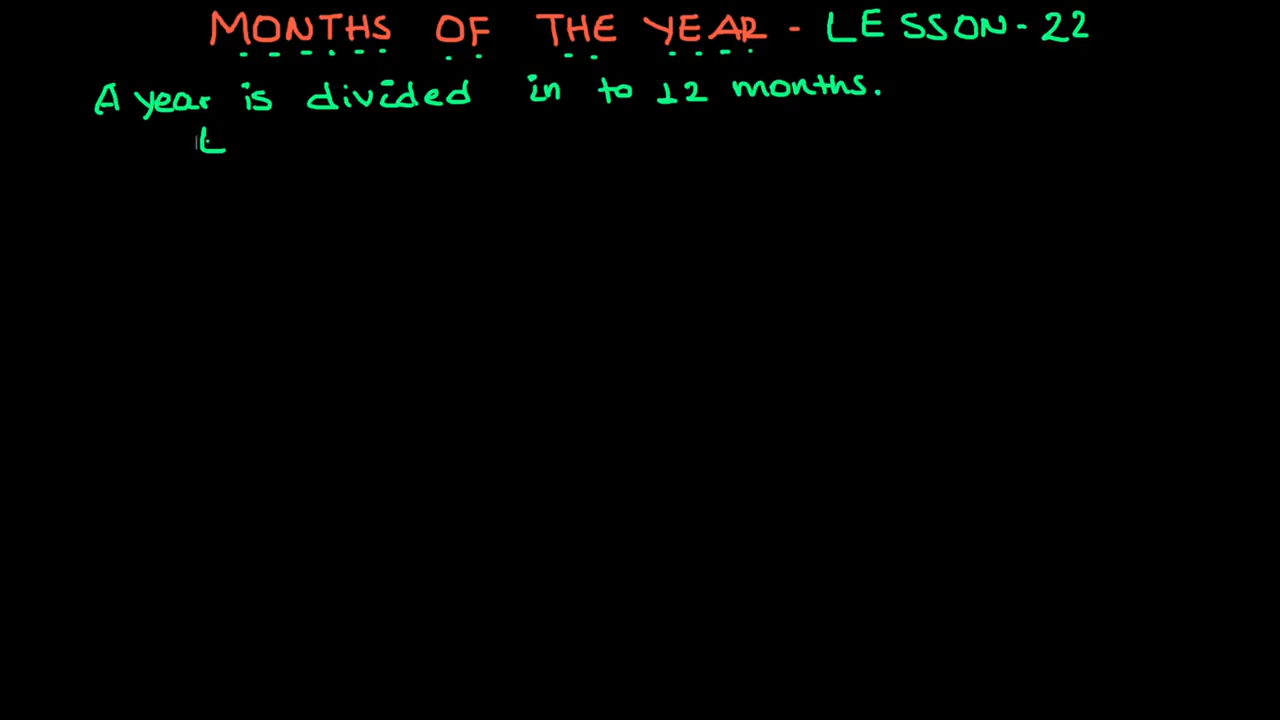 MONTHS OF THE YEAR - LESSON-22
A year is divided in to 12 months.
L